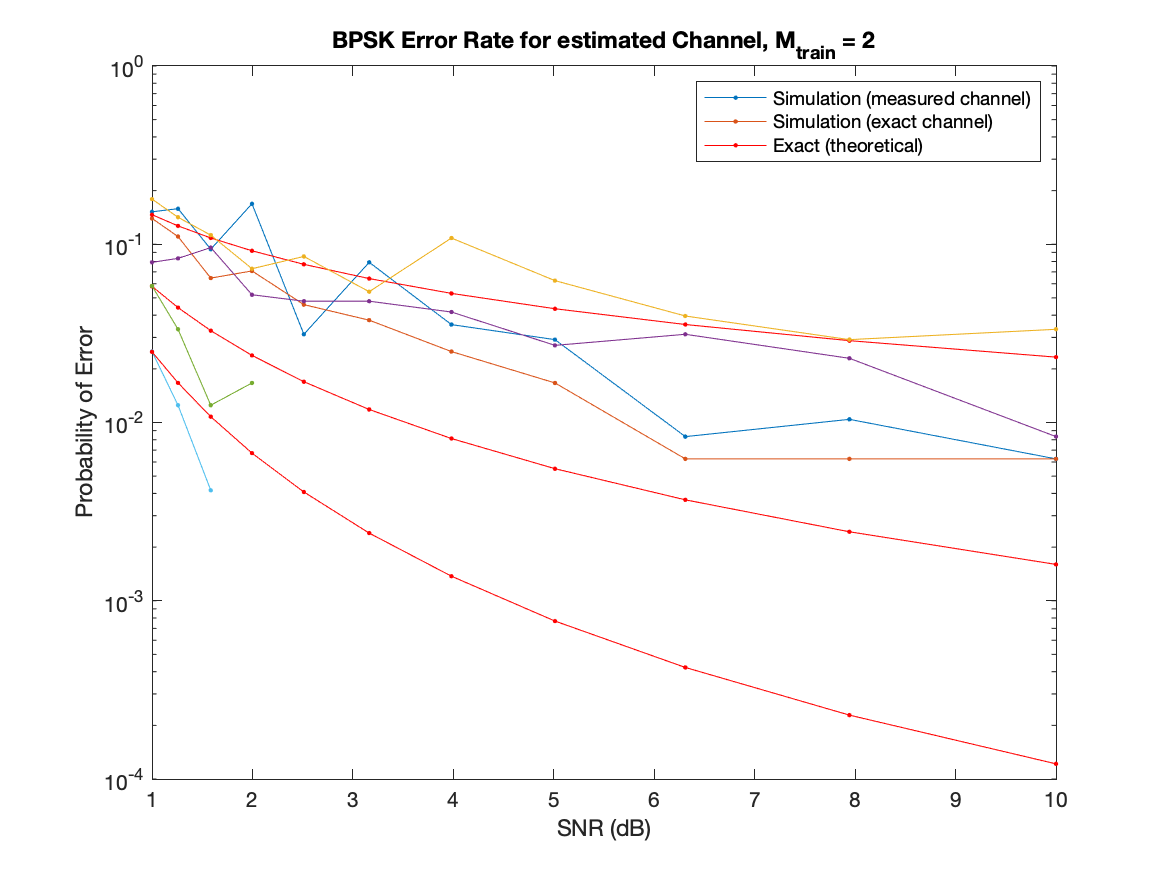 BPSK Error Rate for estimated Channel, M_train = 2
Simulation (measured channel)
Simulation (exact channel)
Exact (theoretical)
10^0
10^-1
10^-2
10^-3
10^-4
Probability of Error
1 2 3 4 5 6 7 8 9 10
SNR (dB)